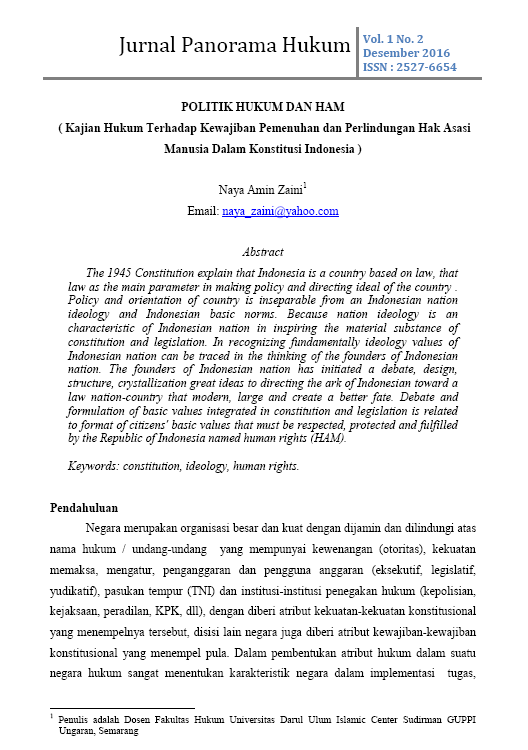 Jurnal Panorama Hukum
Vol. 1 No. 2
Desember 2016
ISSN : 2527-6654
POLITIK HUKUM DAN HAM
( Kajian Hukum Terhadap Kewajiban Pemenuhan dan Perlindungan Hak Asasi
Manusia Dalam Konstitusi Indonesia )
Naya Amin Zaini1
Email: naya_zaini@yahoo.com
Abstract
The 1945 Constitution explain that Indonesia is a country based on law, that
law as the main parameter in making policy and directing ideal of the country .
Policy and orientation of country is inseparable from an Indonesian nation
ideology and Indonesian basic norms. Because nation ideology is an
characteristic of Indonesian nation in inspiring the material substance of
constitution and legislation. In recognizing fundamentally ideology values of
Indonesian nation can be traced in the thinking of the founders of Indonesian
nation. The founders of Indonesian nation has initiated a debate, design,
structure, crystallization great ideas to directing the ark of Indonesian toward a
law nation-country that modern, large and create a better fate. Debate and
formulation of basic values integrated in constitution and legislation is related
to format of citizens' basic values that must be respected, protected and fulfilled
by the Republic of Indonesia named human rights (HAM).
Keywords: constitution, ideology, human rights.
Pendahuluan
Negara merupakan organisasi besar dan kuat dengan dijamin dan dilindungi atas
nama hukum / undang-undang yang mempunyai kewenangan (otoritas), kekuatan
memaksa, mengatur, penganggaran dan pengguna anggaran (eksekutif, legislatif,
yudikatif), pasukan tempur (TNI) dan institusi-institusi penegakan hukum (kepolisian,
kejaksaan, peradilan, KPK, dll), dengan diberi atribut kekuatan-kekuatan konstitusional
yang menempelnya tersebut, disisi lain negara juga diberi atribut kewajiban-kewajiban
konstitusional yang menempel pula. Dalam pembentukan atribut hukum dalam suatu
negara hukum sangat menentukan karakteristik negara dalam implementasi tugas,
1 Penulis adalah Dosen Fakultas Hukum Universitas Darul Ulum Islamic Center Sudirman GUPPI
Ungaran, Semarang